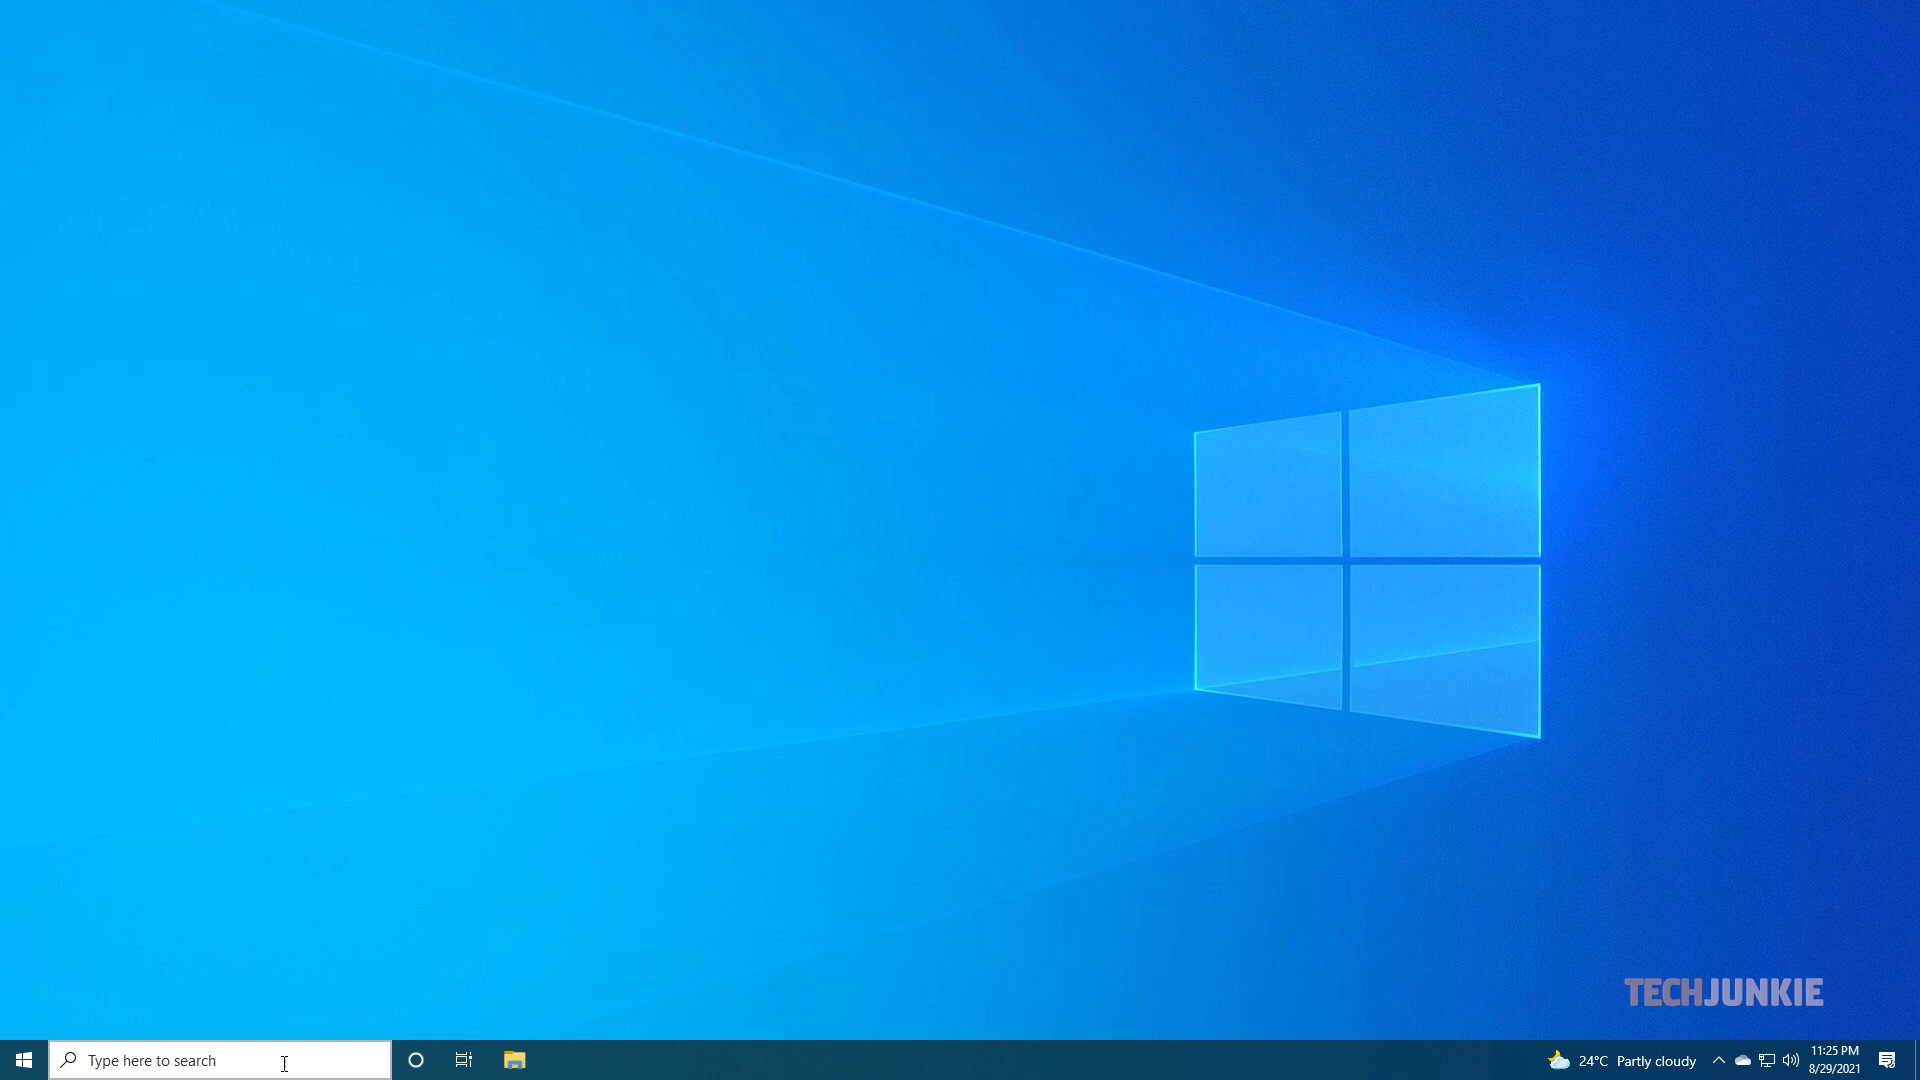 TECHJUNKIE
Type here to search
24°C Partly cloudy
11:25 PM
8/29/2021